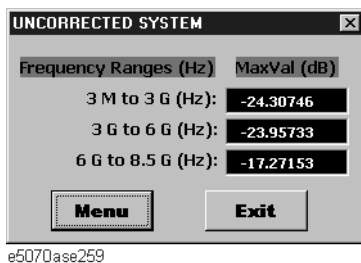 UNCORRECTED SYSTEM
Frequency Ranges (Hz) MaxVal (dB)
3 M to 3 G (Hz): -24.30746
3 G to 6 G (Hz): -23.95733
6 G to 8.5 G (Hz): -17.27153
Menu Exit
e5070ase259